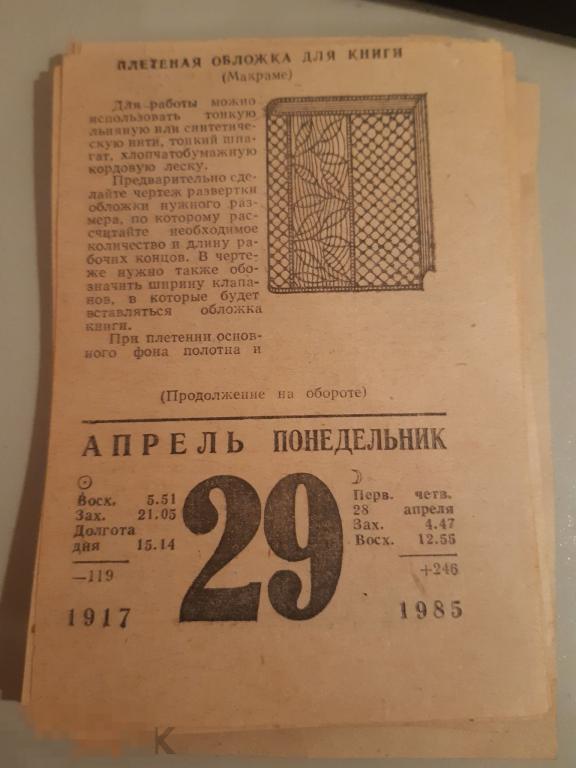 ПЛЕТЕНАЯ ОБЛОЖКА ДЛЯ КНИГИ
(Макраме)
Для работы можно
использовать тонкую
льняную или синтетичес-
кую нити, тонкий шпа-
гат, хлопчатобумажную
кордовую леску.
Предварительно сде-
лайте чертеж развертки
обложки нужного раз-
мера, по которому рас-
считайте необходимое
количество и длину ра-
бочих концов. В черте-
же нужно также обо-
значить ширину клапа-
нов, в которые будет
вставляться обложка
книги.
При плетении основ-
ного фона полотна и
(Продолжение на обороте)
АПРЕЛЬ ПОНЕДЕЛЬНИК
Восх. 5.51
Зах. 21.05
Долгота
дня 15.14
—119
1917
29
Перв. четв.
28 апреля
Зах. 4.47
Восх. 12.55
+246
1985
К